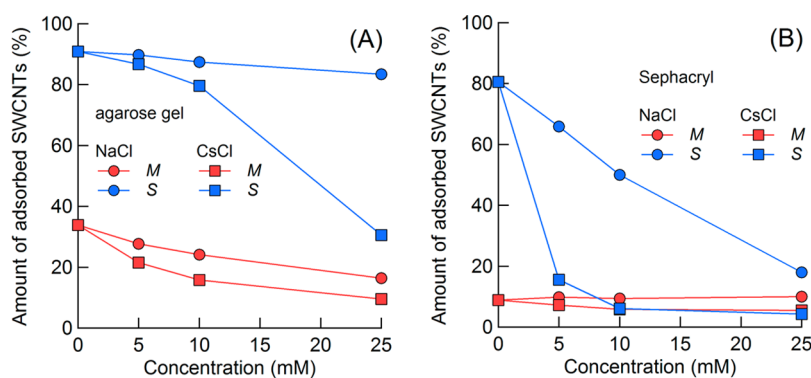 100
80
60
40
20
0
Amount of adsorbed SWCNTs (%)
(A)
agarose gel
NaCl CsCl
M M
S S
0 5 10 15 20 25
Concentration (mM)
100
80
60
40
20
0
Amount of adsorbed SWCNTs (%)
(B)
Sephacryl
NaCl CsCl
M M
S S
0 5 10 15 20 25
Concentration (mM)